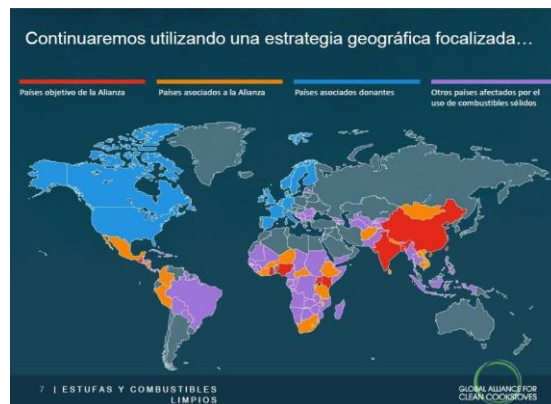 Continuaremos utilizando una estrategia geográfica focalizada…
Países objetivo de la Alianza
Países asociados a la Alianza
Países asociados donantes
Otros países afectados por el
uso de combustibles sólidos
7 | ESTUFAS Y COMBUSTIBLES
LIMPIOS
GLOBAL ALLIANCE FOR
CLEAN COOKSTOVES